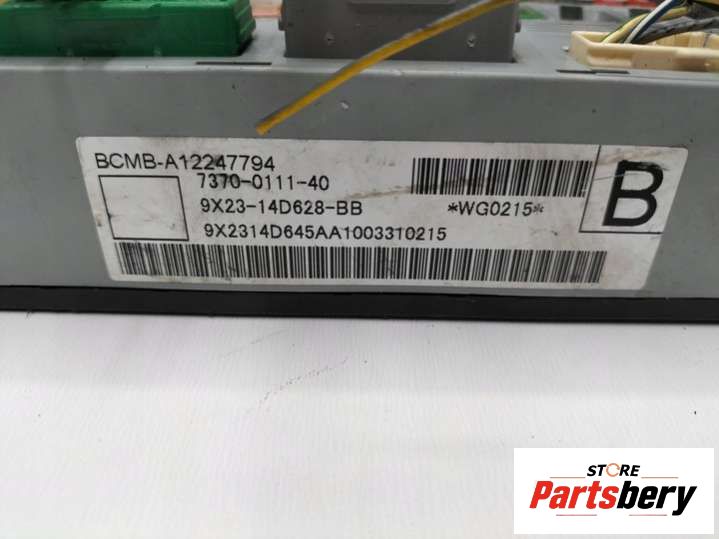 BCMB-A12247794
7370-0111-40
9X23-14D628-BB *WG0215*
9X2314D645AA1003310215
B
STORE
Partsbery